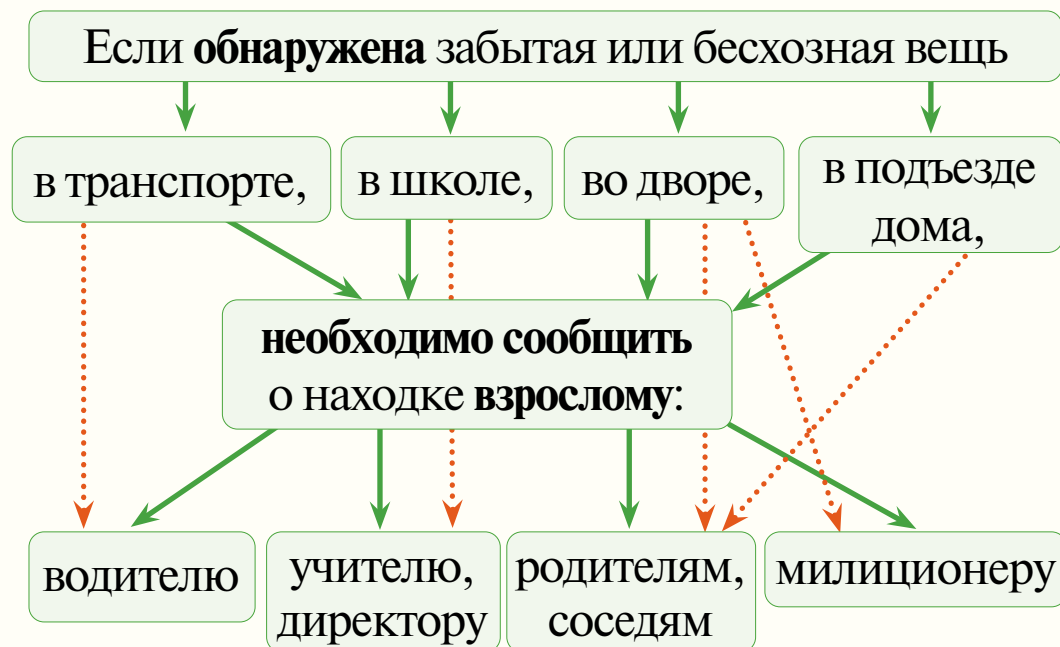 Если обнаружена забытая или бесхозная вещь
в транспорте,
в школе,
во дворе,
в подъезде
дома,
необходимо сообщить
о находке взрослому:
водителю
учителю,
директору
родителям,
соседям
милиционеру